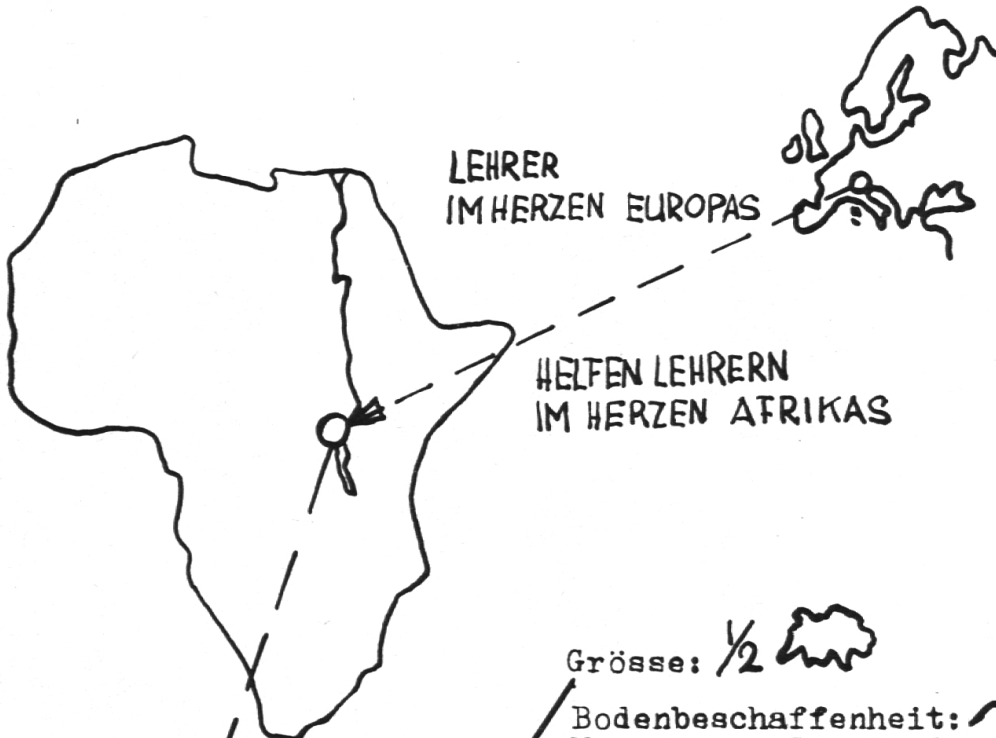 LEHRER
IM HERZEN EUROPAS
HELFEN LEHRERN
IM HERZEN AFRIKAS
Grösse: 1/2
Bodenbeschaffenheit: